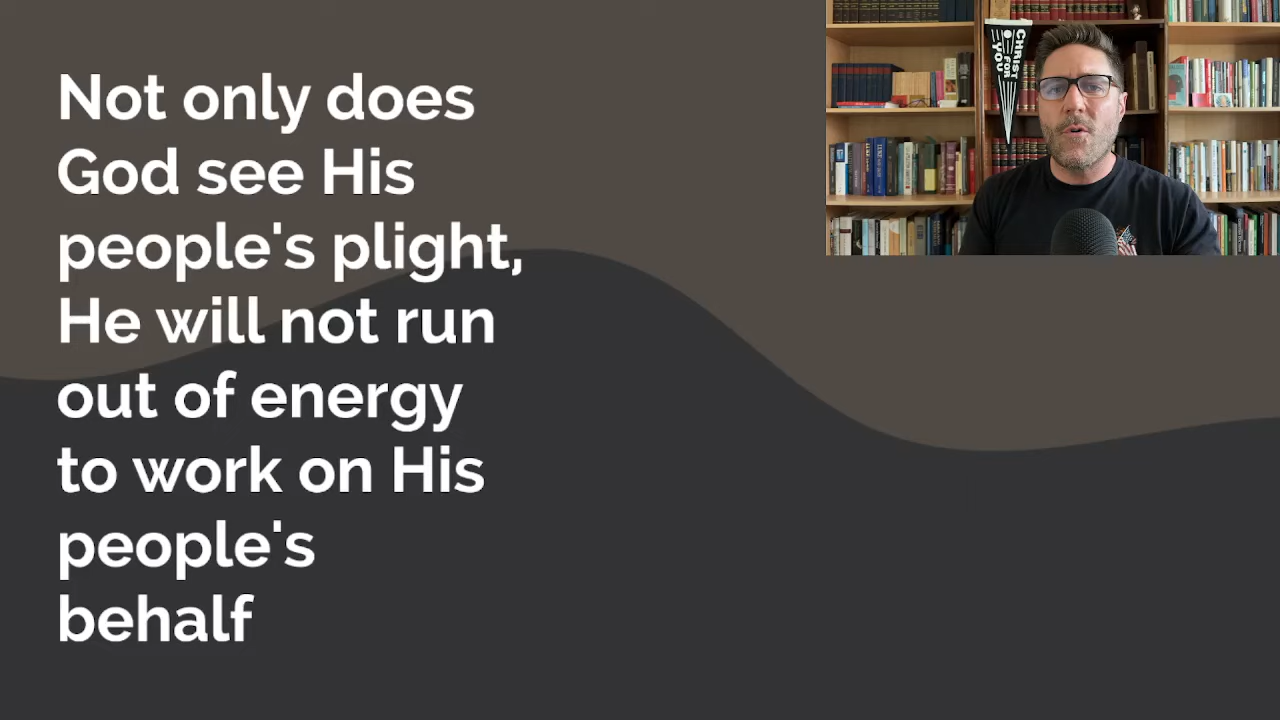 Not only does
God see His
people's plight,
He will not run
out of energy
to work on His
people's
behalf
CHRIST
FOR
YOU